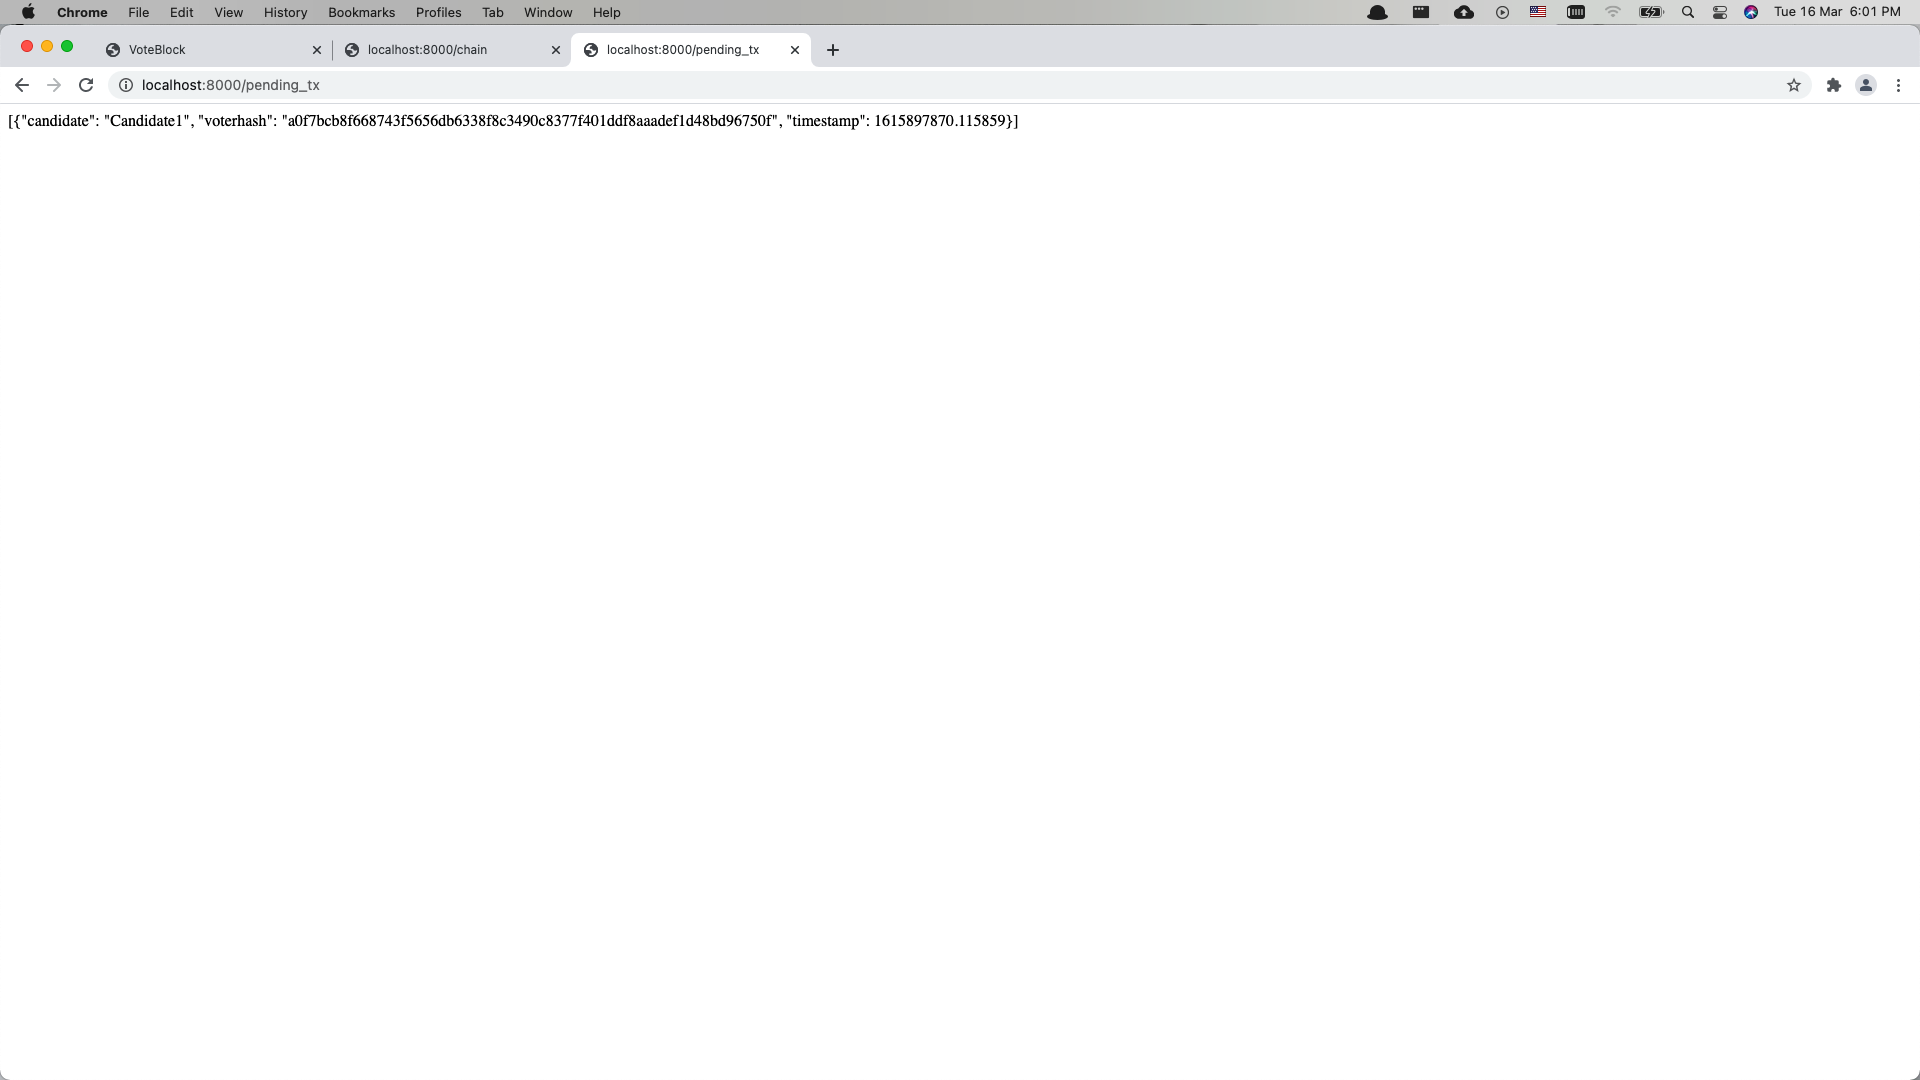 Chrome File Edit View History Bookmarks Profiles Tab Window Help Tue 16 Mar 6:01 PM
VoteBlock localhost:8000/chain localhost:8000/pending_tx
localhost:8000/pending_tx
[{"candidate": "Candidate1", "voterhash": "a0f7bcb8f668743f5656db6338f8c3490c8377f401ddf8aaadef1d48bd96750f", "timestamp": 1615897870.115859}]